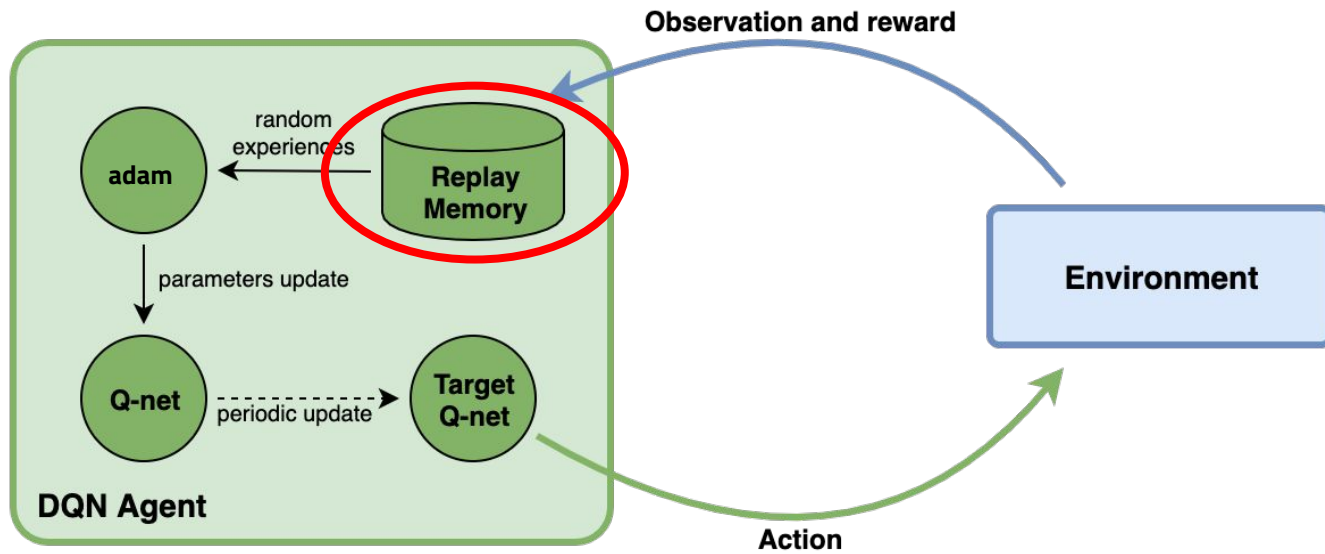 Observation and reward
random
experiences
adam
Replay
Memory
parameters update
Environment
Q-net
periodic update
Target
Q-net
DQN Agent
Action